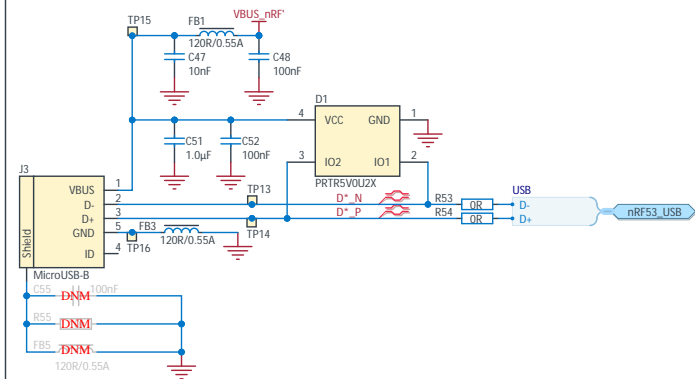 TP15
FB1
VBUS_nRF'
120R/0.55A
C47
10nF
C48
100nF
D1
4
VCC
GND
1
C51
1.0µF
C52
100nF
3
IO2
IO1
2
PRTR5V0U2X
J3
Shield
VBUS
1
D-
2
D+
3
GND
5
ID
4
MicroUSB-B
TP13
D*_N
R53
0R
D*_P
R54
0R
TP14
TP16
FB3
120R/0.55A
USB
D-
D+
nRF53_USB
C55
DNM
100nF
R55
DNM
FB5
DNM
120R/0.55A